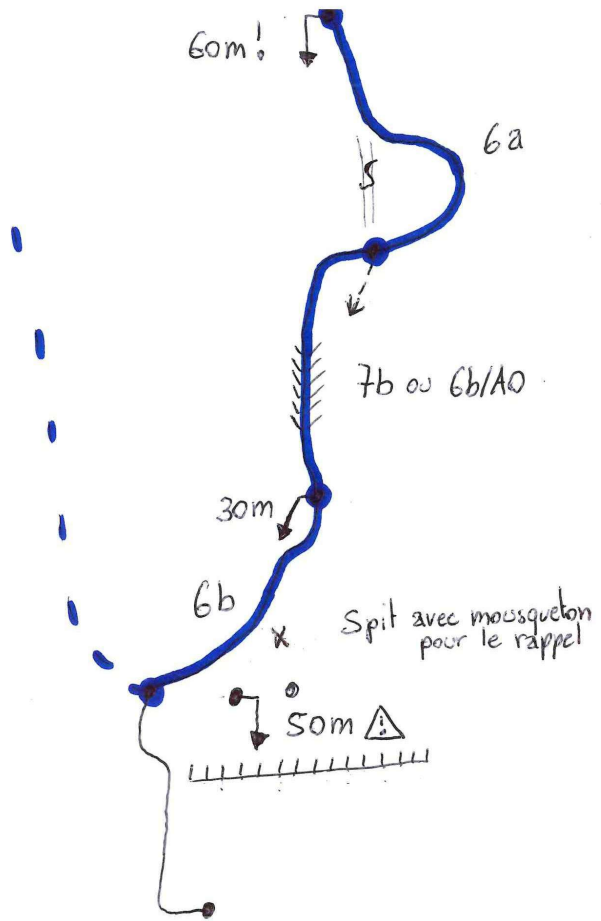 60m!
6a
S
7b ou 6b/A0
30m
6b
x
Spit avec mousqueton
pour le rappel
50m